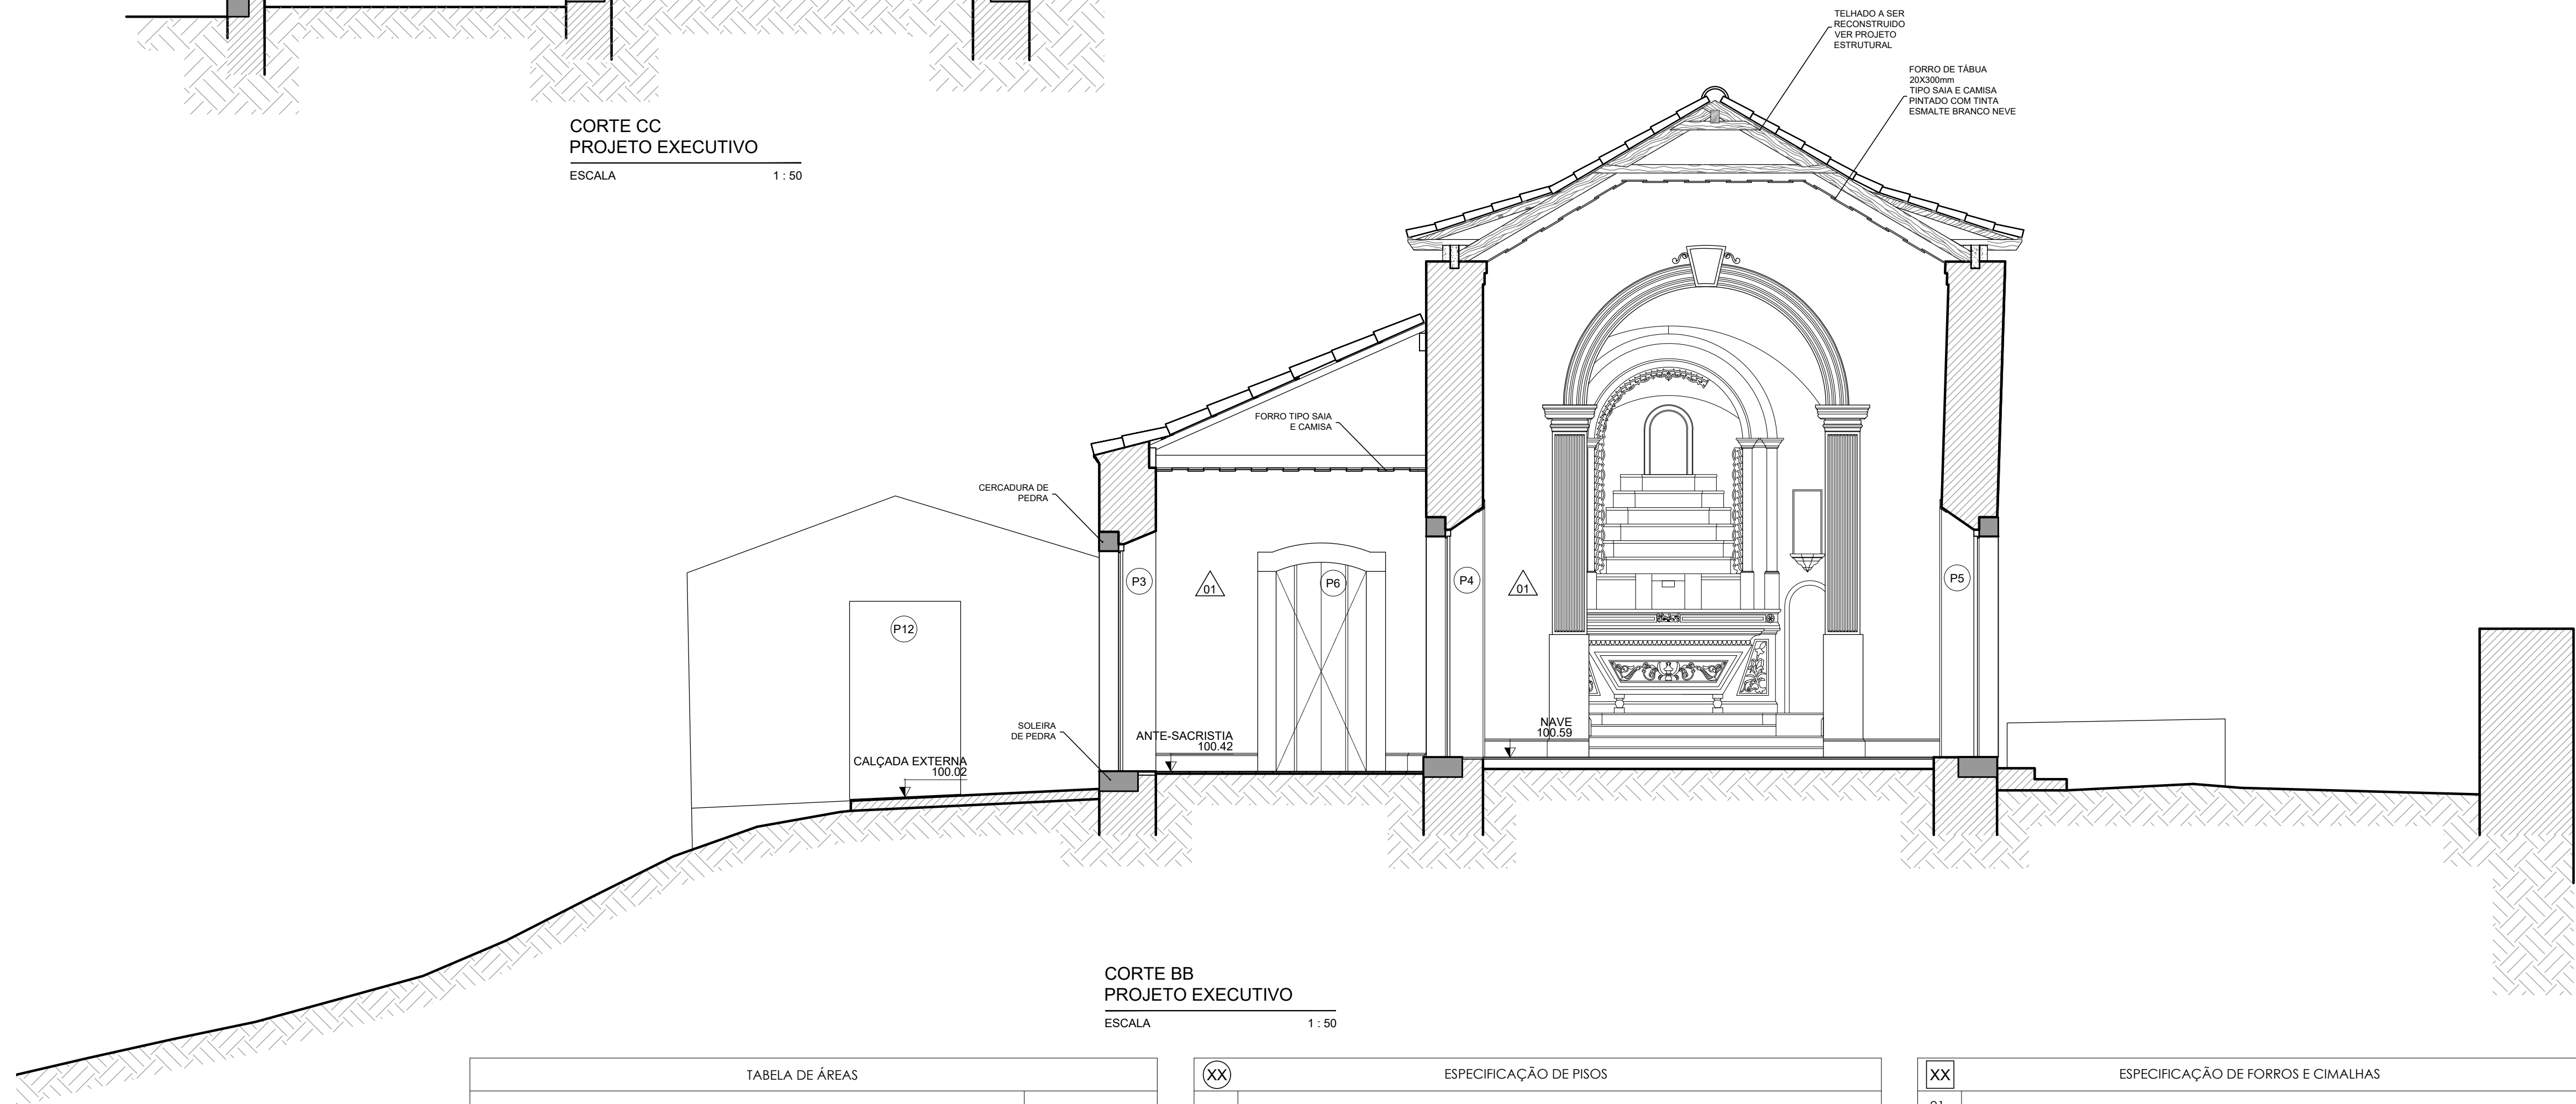 CORTE CC
PROJETO EXECUTIVO
ESCALA 1 : 50
TELHADO A SER
RECONSTRUIDO
VER PROJETO
ESTRUTURAL
FORRO DE TÁBUA
20X300mm
TIPO SAIA E CAMISA
PINTADO COM TINTA
ESMALTE BRANCO NEVE
FORRO TIPO SAIA
E CAMISA
CERCADURA DE
PEDRA
P3
01
P6
P4
01
P5
P12
SOLEIRA
DE PEDRA
ANTE-SACRISTIA
100.42
NAVE
100.59
CALÇADA EXTERNA
100.02
CORTE BB
PROJETO EXECUTIVO
ESCALA 1 : 50
TABELA DE ÁREAS
XX ESPECIFICAÇÃO DE PISOS
XX ESPECIFICAÇÃO DE FORROS E CIMALHAS